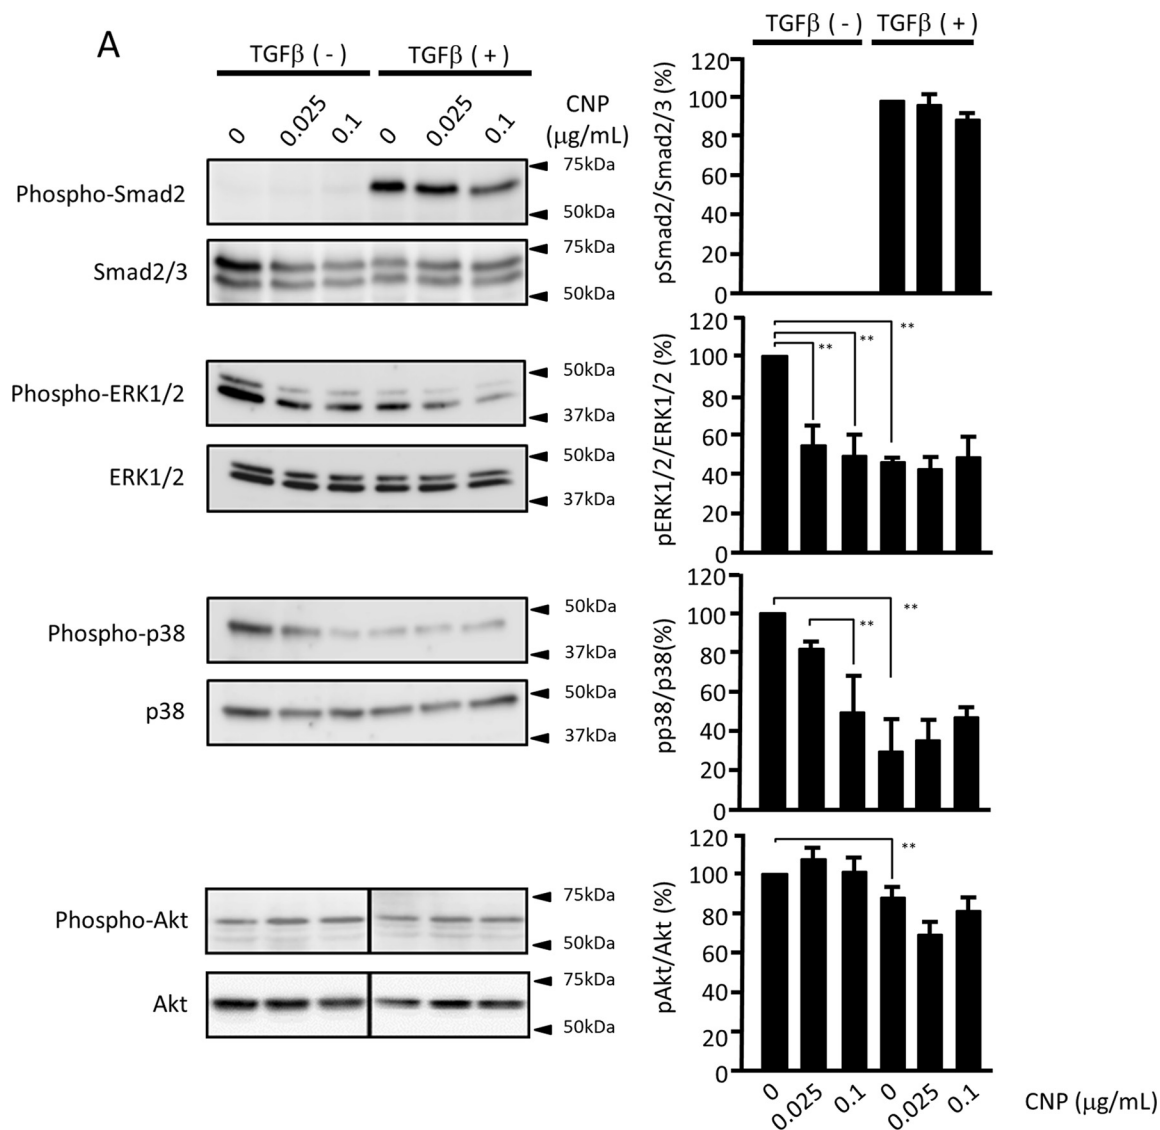 A
TGFβ ( - )
TGFβ ( + )
0
0.025
0.1
0
0.025
0.1
CNP
(μg/mL)
Phospho-Smad2
75kDa
50kDa
Smad2/3
75kDa
50kDa
Phospho-ERK1/2
50kDa
37kDa
ERK1/2
50kDa
37kDa
Phospho-p38
50kDa
37kDa
p38
50kDa
37kDa
Phospho-Akt
75kDa
50kDa
Akt
75kDa
50kDa
TGFβ ( - )
TGFβ ( + )
pSmad2/Smad2/3 (%)
120
100
80
60
40
20
0
pERK1/2/ERK1/2 (%)
120
100
80
60
40
20
0
**
**
**
pp38/p38(%)
120
100
80
60
40
20
0
**
**
pAkt/Akt (%)
120
100
80
60
40
20
0
**
0
0.025
0.1
0
0.025
0.1
CNP (μg/mL)